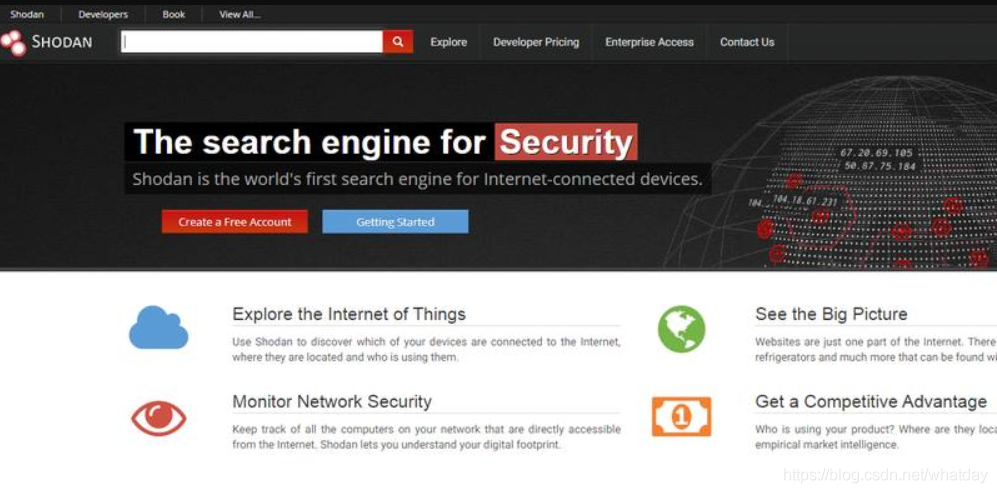 Shodan Developers Book View All...
SHODAN Explore Developer Pricing Enterprise Access Contact Us
The search engine for Security
Shodan is the world's first search engine for Internet-connected devices.
Create a Free Account Getting Started
67.20.69.105
50.67.75.184
104... 104.18.61.231
Explore the Internet of Things
Use Shodan to discover which of your devices are connected to the Internet,
where they are located and who is using them.
See the Big Picture
Websites are just one part of the Internet. There
refrigerators and much more that can be found wi
Monitor Network Security
Keep track of all the computers on your network that are directly accessible
from the Internet. Shodan lets you understand your digital footprint.
1
Get a Competitive Advantage
Who is using your product? Where are they loca
empirical market intelligence.
https://blog.csdn.net/whatday